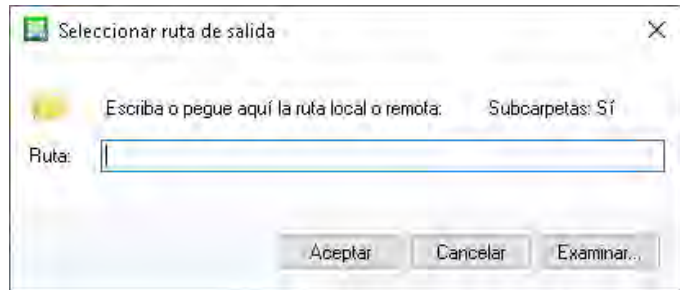 Seleccionar ruta de salida
Escriba o pegue aquí la ruta local o remota: Subcarpetas: Sí
Ruta:
Aceptar Cancelar Examinar...